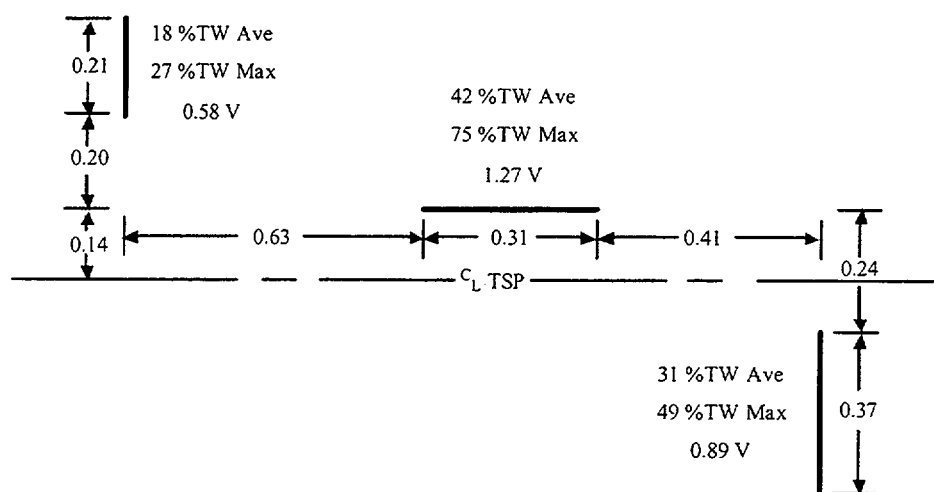 18 %TW Ave
27 %TW Max
0.58 V
0.21
42 %TW Ave
75 %TW Max
1.27 V
0.20
0.14
0.63
0.31
0.41
0.24
CL TSP
31 %TW Ave
49 %TW Max
0.89 V
0.37